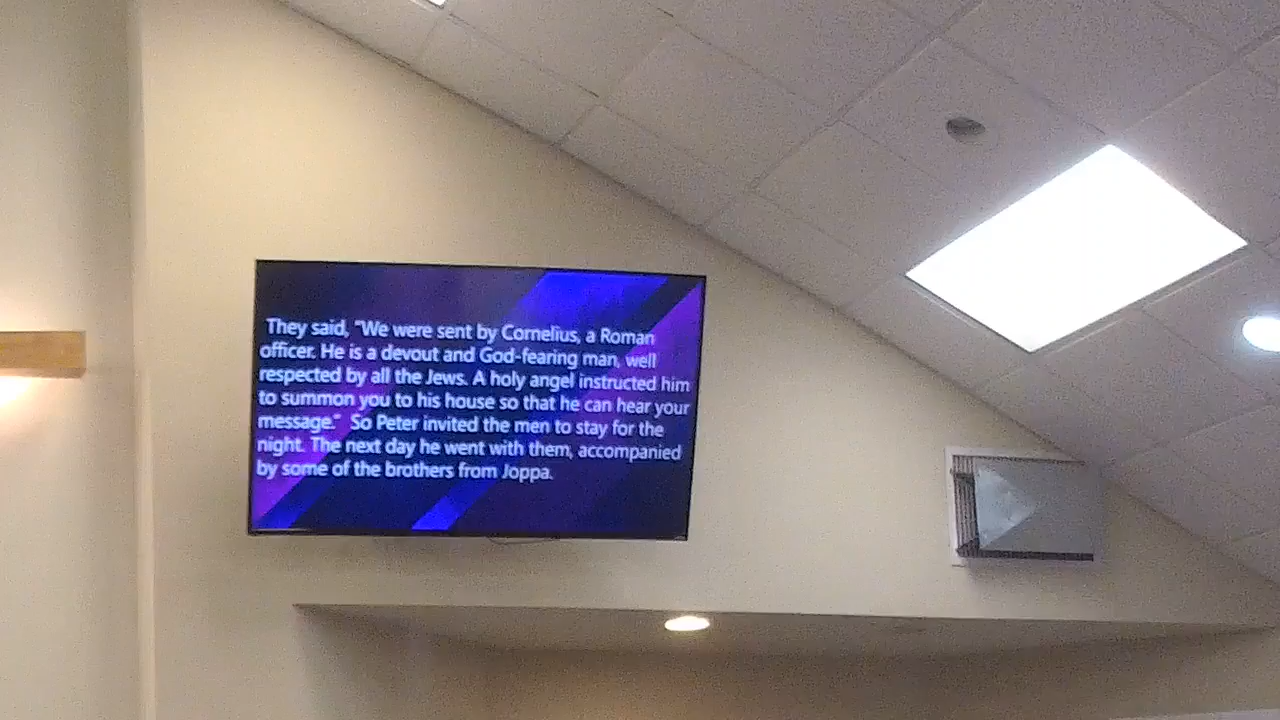 They said, "We were sent by Cornelius, a Roman
officer. He is a devout and God-fearing man, well
respected by all the Jews. A holy angel instructed him
to summon you to his house so that he can hear your
message."  So Peter invited the men to stay for the
night. The next day he went with them, accompanied
by some of the brothers from Joppa.